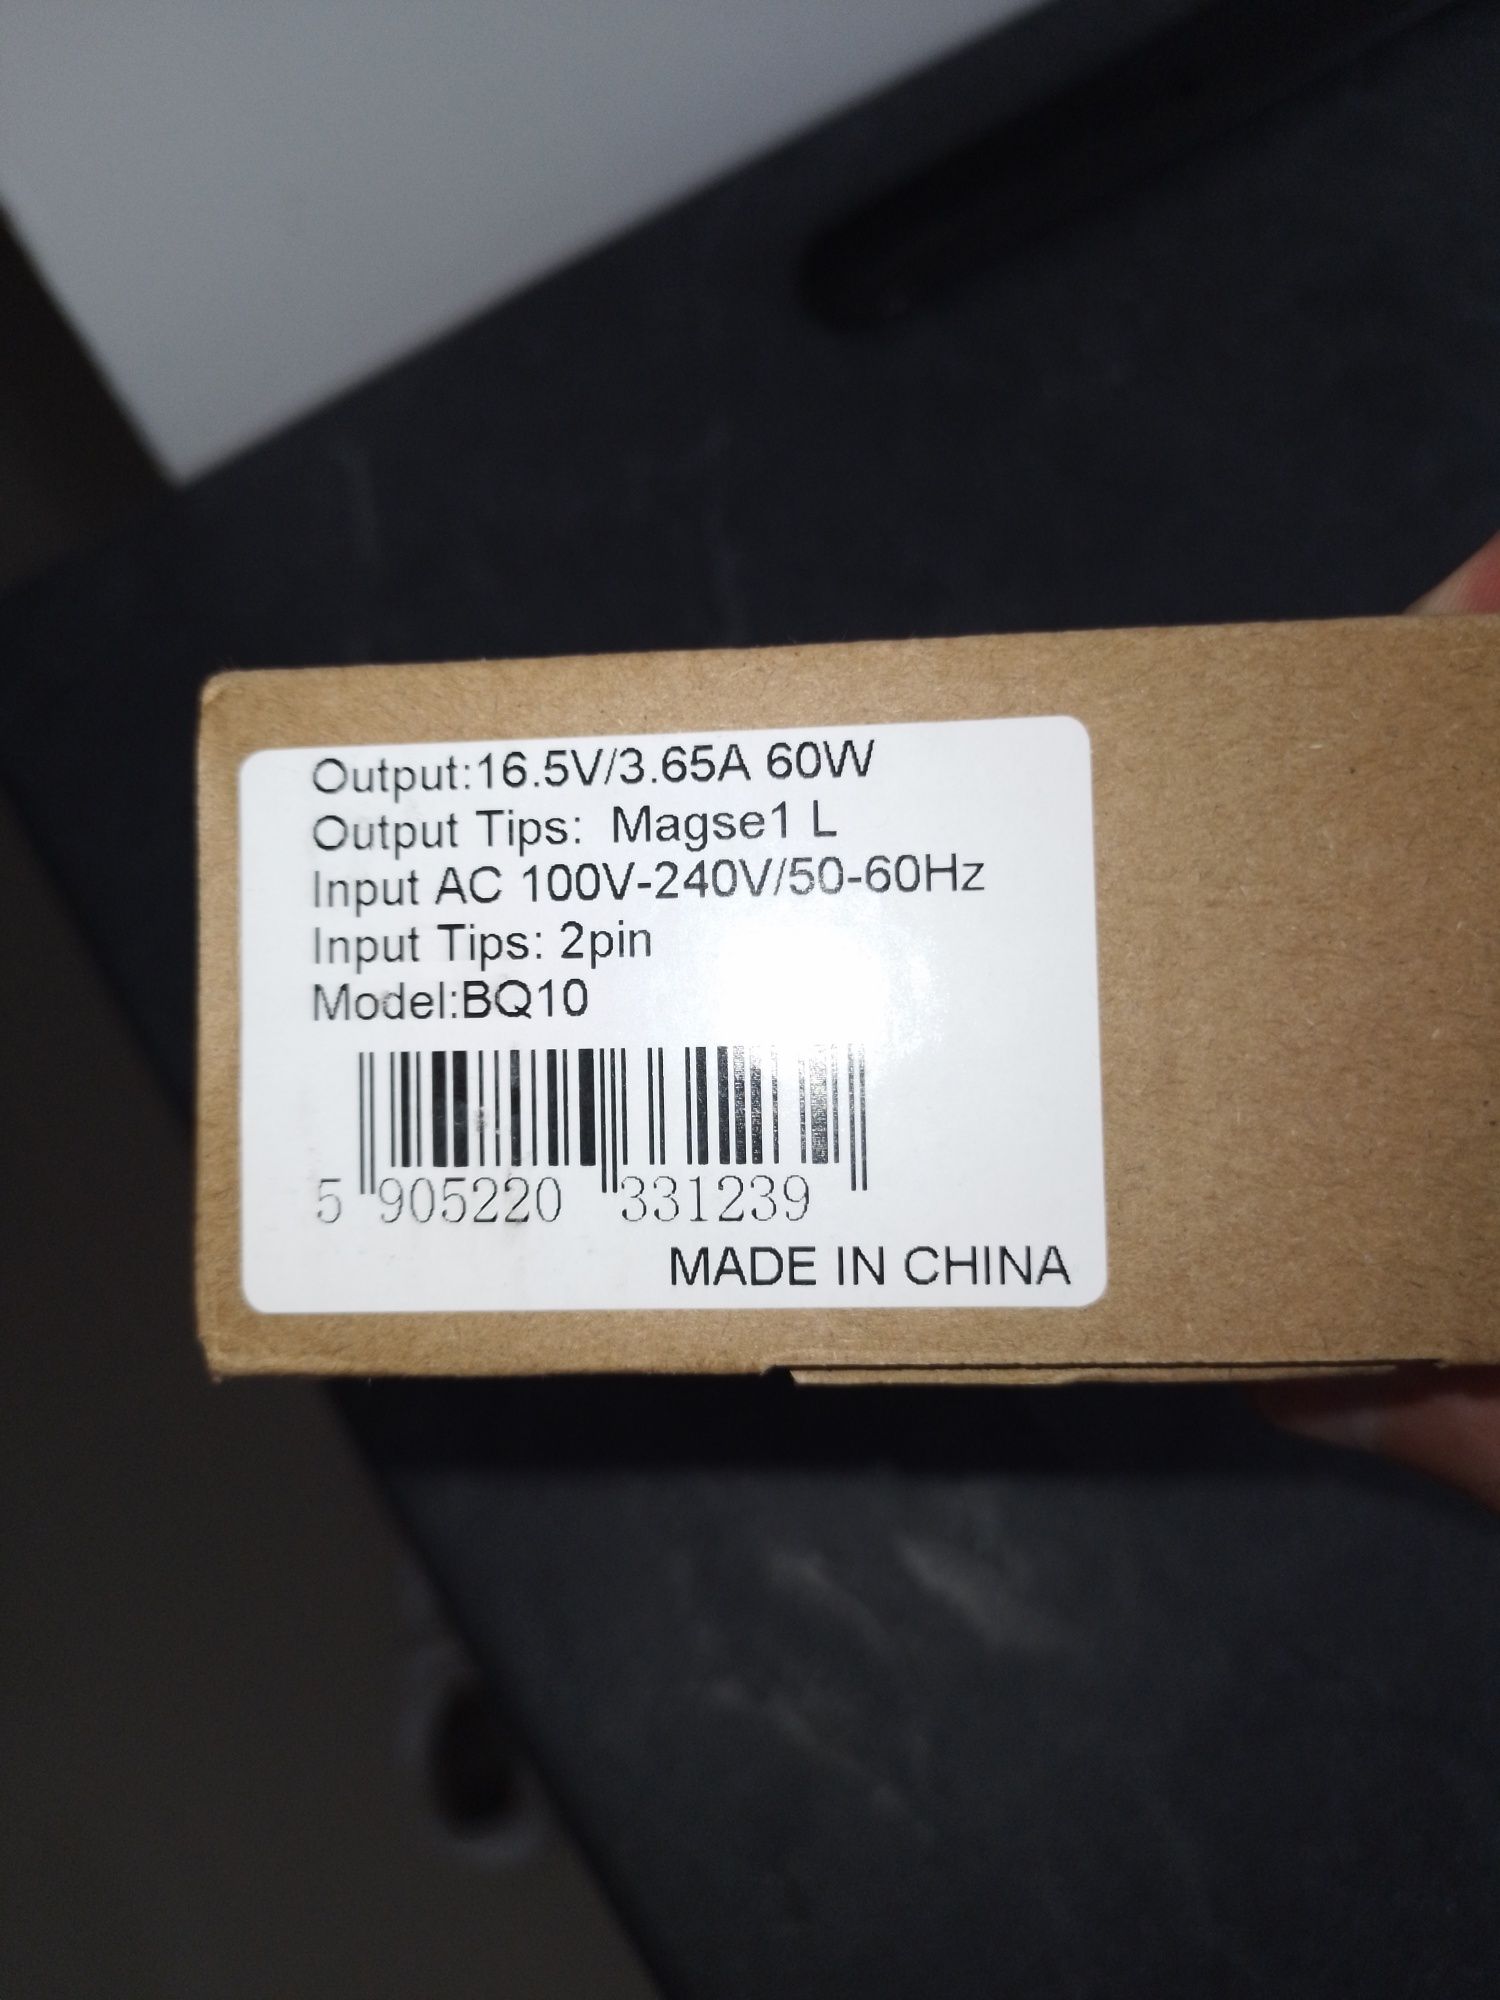 Output:16.5V/3.65A 60W
Output Tips: Magse1 L
Input AC 100V-240V/50-60Hz
Input Tips: 2pin
Model:BQ10
5 905220 331239
MADE IN CHINA